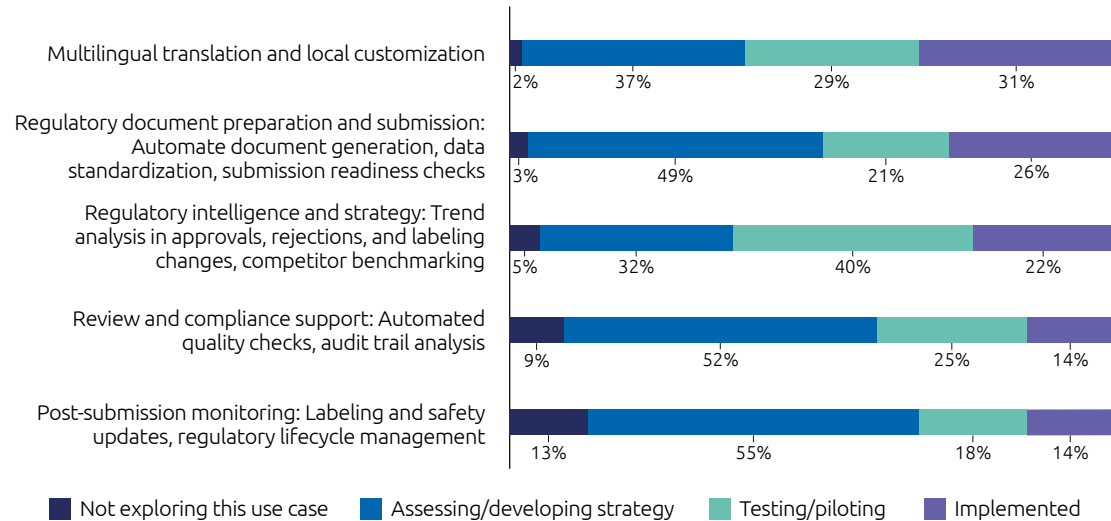 Multilingual translation and local customization
2% 37% 29% 31%
Regulatory document preparation and submission:
Automate document generation, data
standardization, submission readiness checks
3% 49% 21% 26%
Regulatory intelligence and strategy: Trend
analysis in approvals, rejections, and labeling
changes, competitor benchmarking
5% 32% 40% 22%
Review and compliance support: Automated
quality checks, audit trail analysis
9% 52% 25% 14%
Post-submission monitoring: Labeling and safety
updates, regulatory lifecycle management
13% 55% 18% 14%
Not exploring this use case Assessing/developing strategy Testing/piloting Implemented